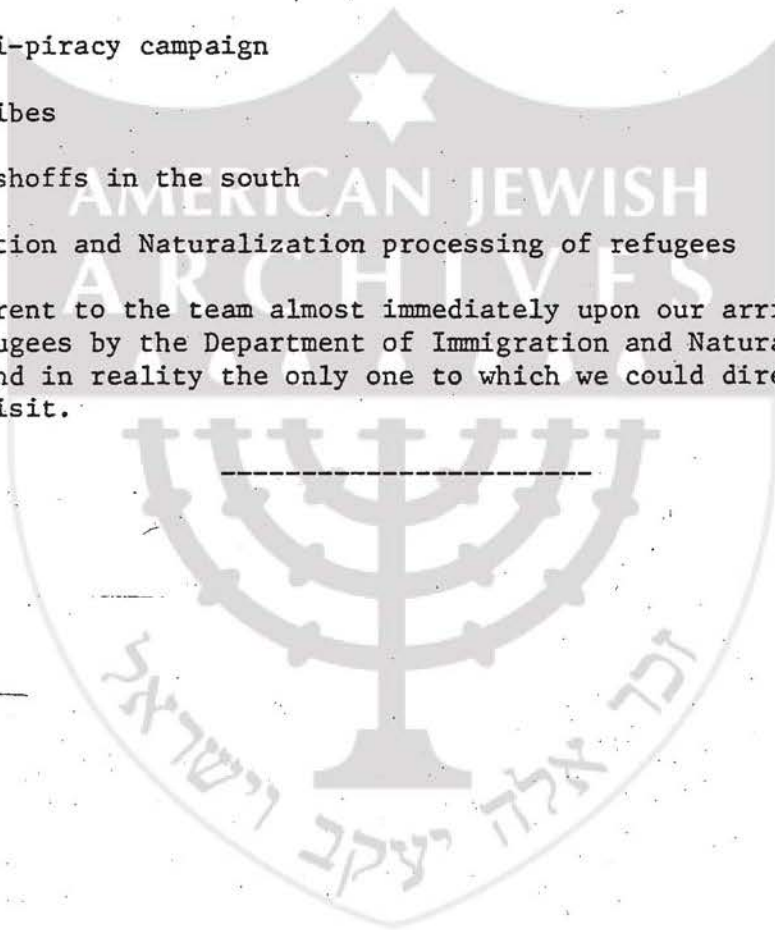 i-piracy campaign
ibes
shoffs in the south
AMERICAN JEWISH
tion and Naturalization processing of refugees
ARCHIVES
rent to the team almost immediately upon our arri
ugees by the Department of Immigration and Natura
nd in reality the only one to which we could dire
isit.
זכר אלה יעקב וישראל